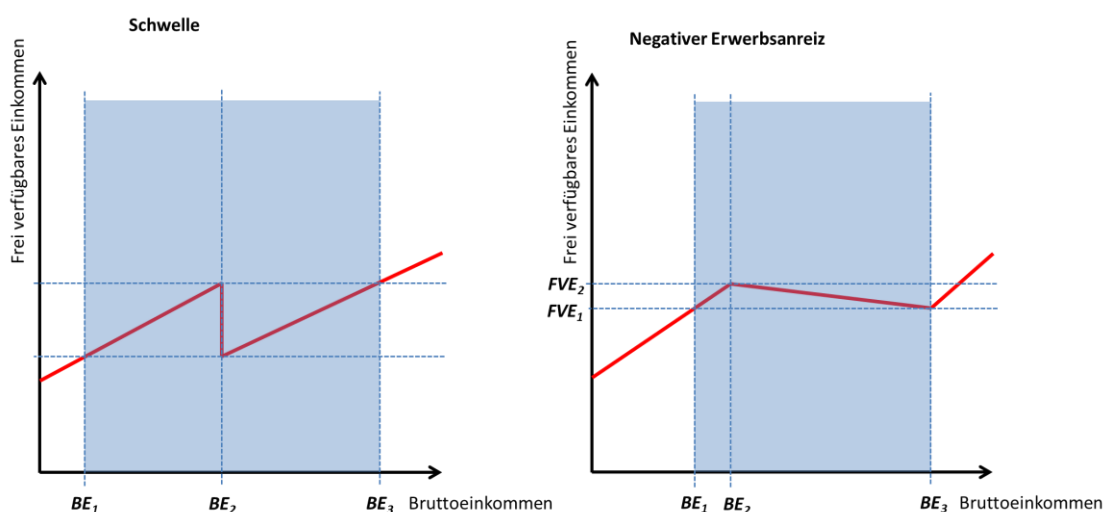 Schwelle
Frei verfügbares Einkommen
BE1
BE2
BE3
Bruttoeinkommen
Negativer Erwerbsanreiz
Frei verfügbares Einkommen
FVE2
FVE1
BE1
BE2
BE3
Bruttoeinkommen